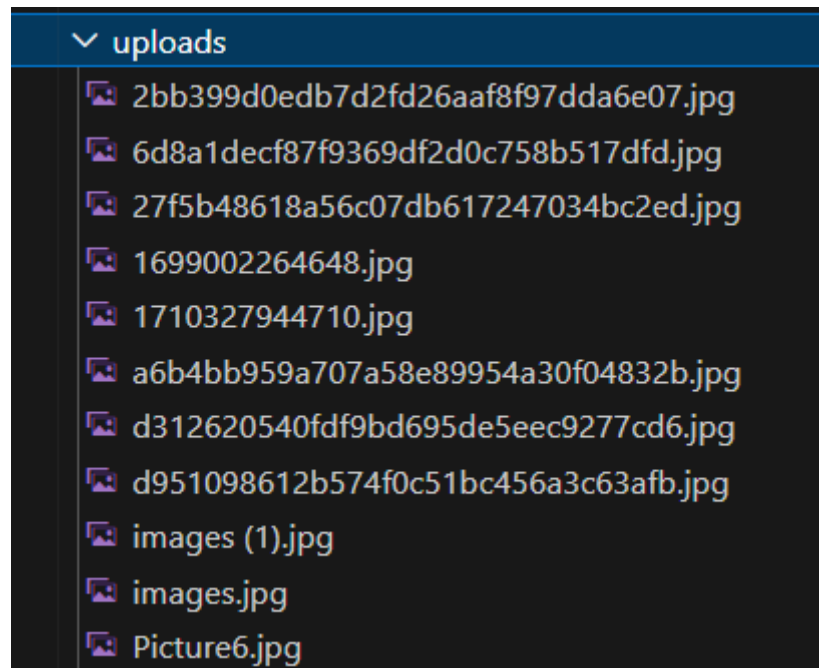 uploads
2bb399d0edb7d2fd26aaf8f97dda6e07.jpg
6d8a1decf87f9369df2d0c758b517dfd.jpg
27f5b48618a56c07db617247034bc2ed.jpg
1699002264648.jpg
1710327944710.jpg
a6b4bb959a707a58e89954a30f04832b.jpg
d312620540fdf9bd695de5eec9277cd6.jpg
d951098612b574f0c51bc456a3c63afb.jpg
images (1).jpg
images.jpg
Picture6.jpg